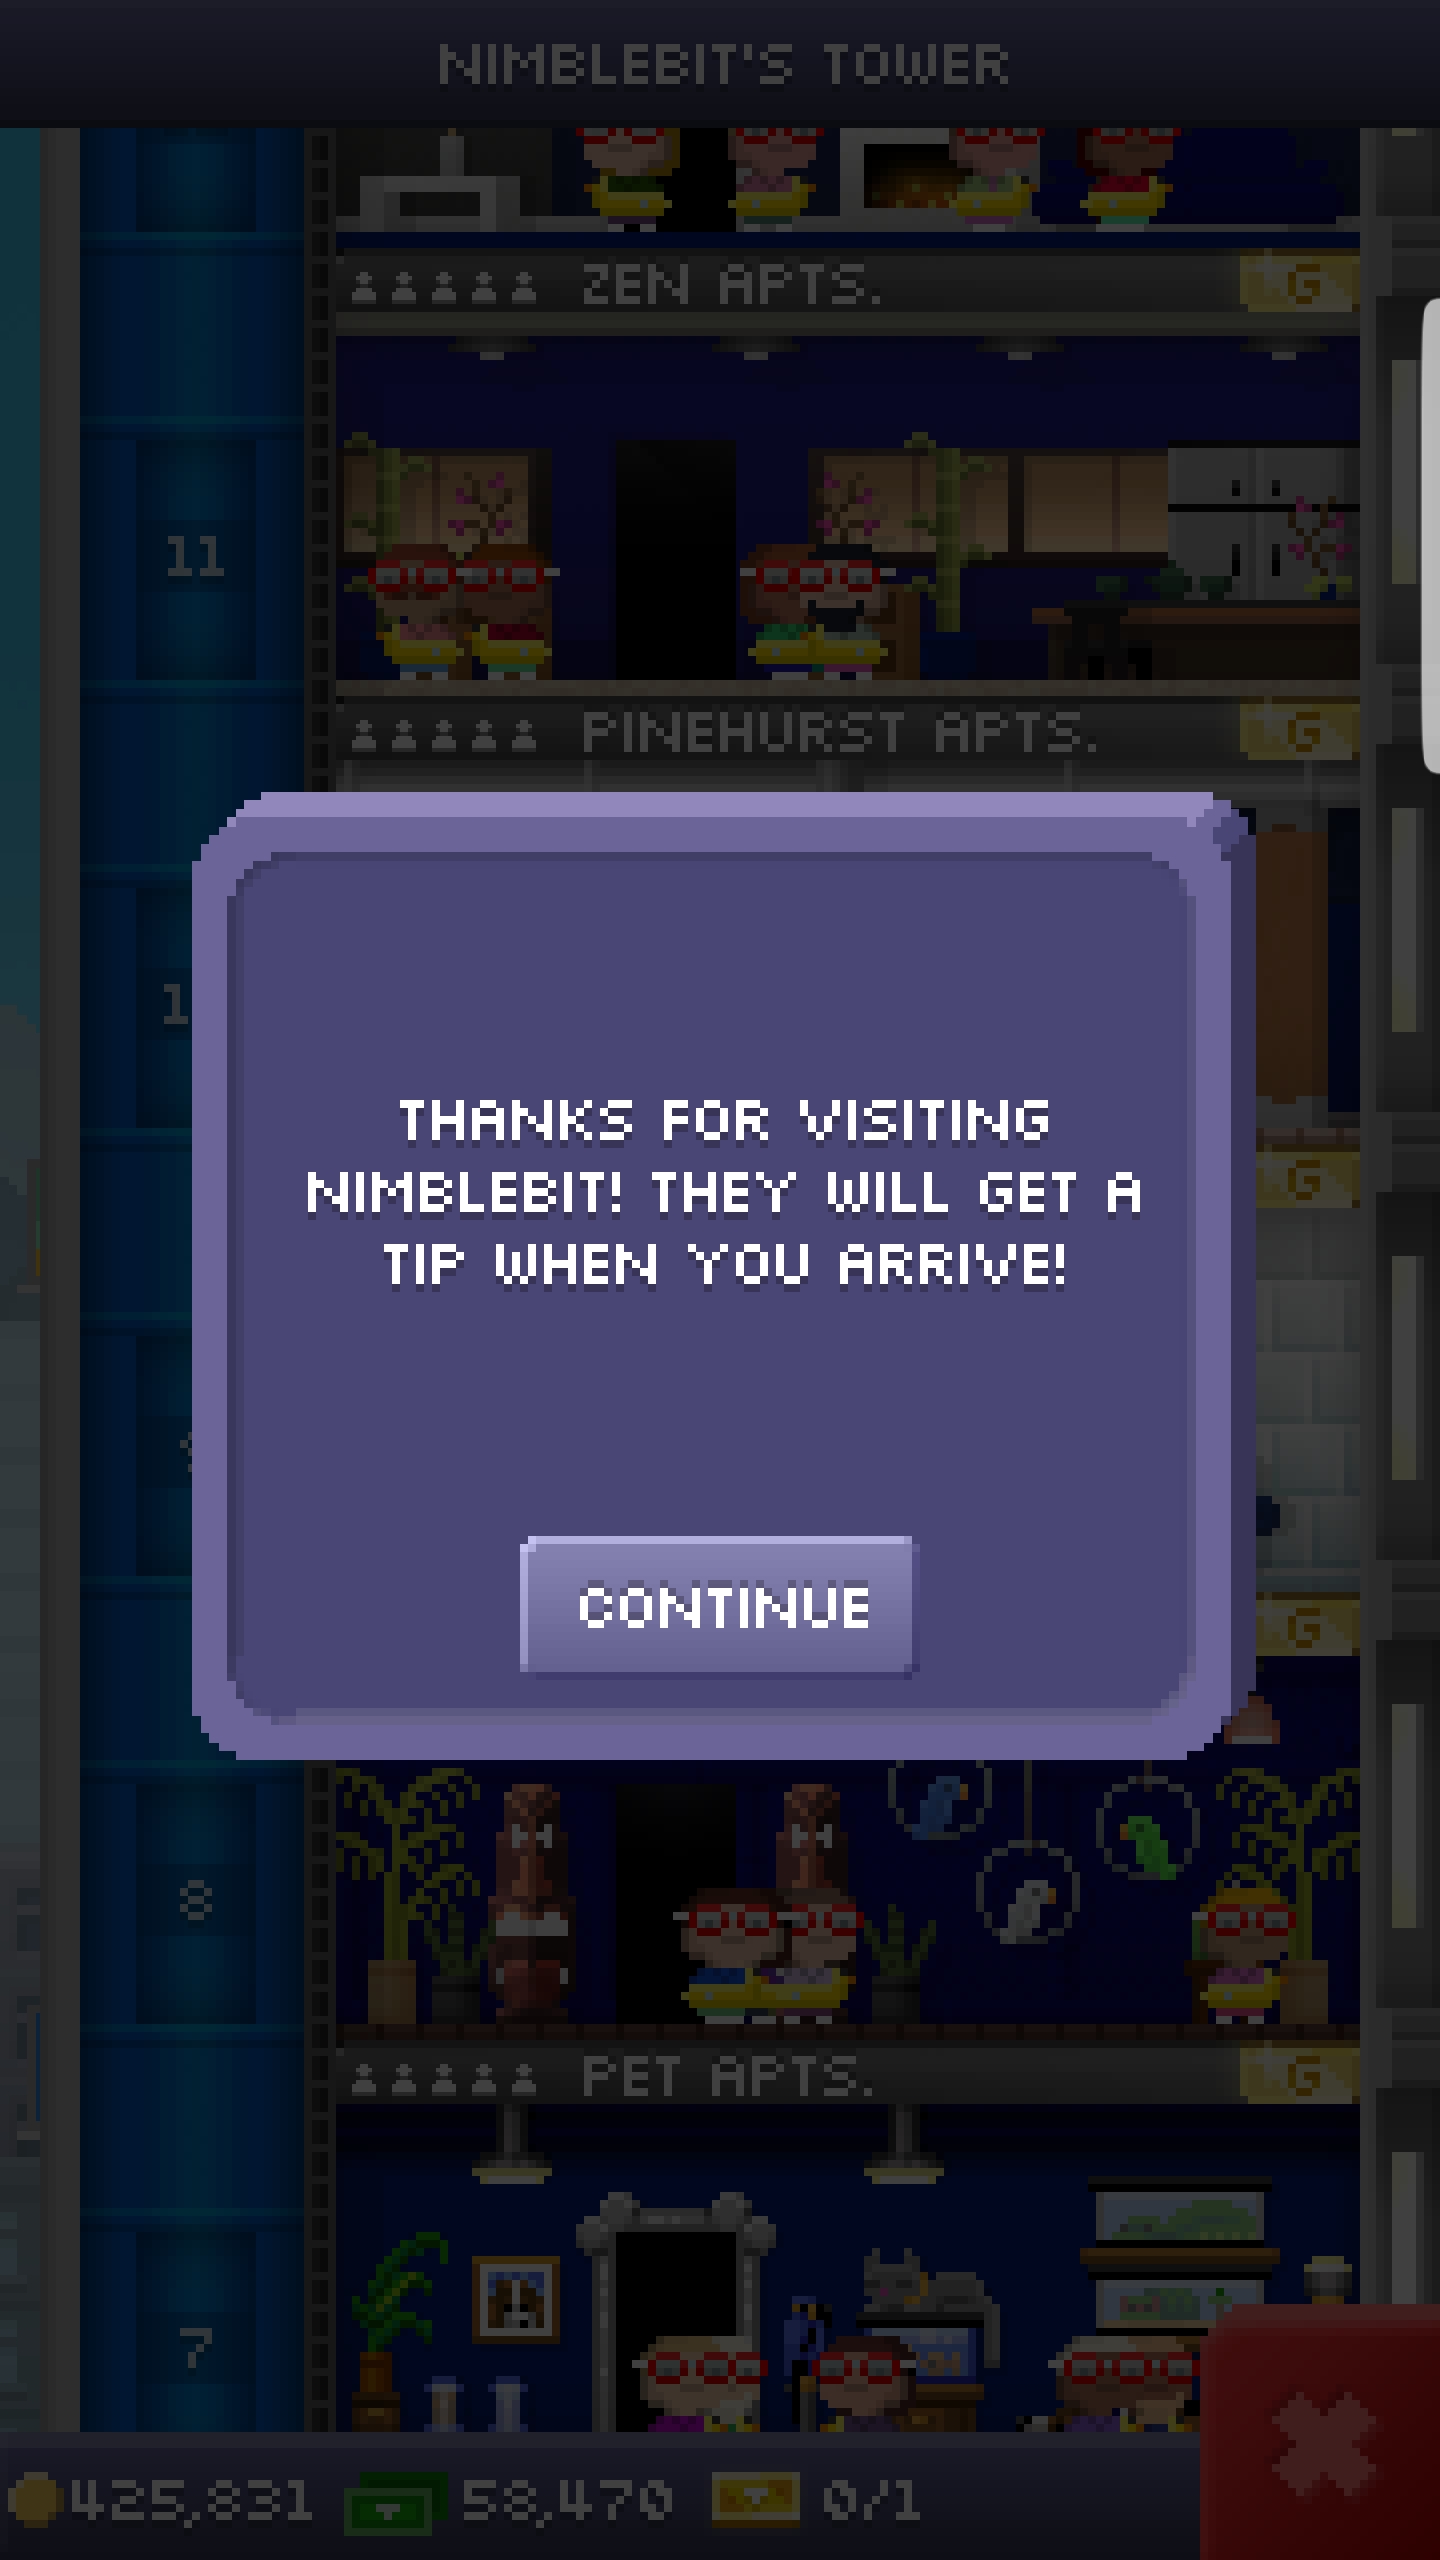 NIMBLEBIT'S TOWER
ZEN APTS.
G
11
PINEHURST APTS.
G
THANKS FOR VISITING
NIMBLEBIT! THEY WILL GET A
TIP WHEN YOU ARRIVE!
G
CONTINUE
G
8
PET APTS.
G
7
425,831 58,470 0/1